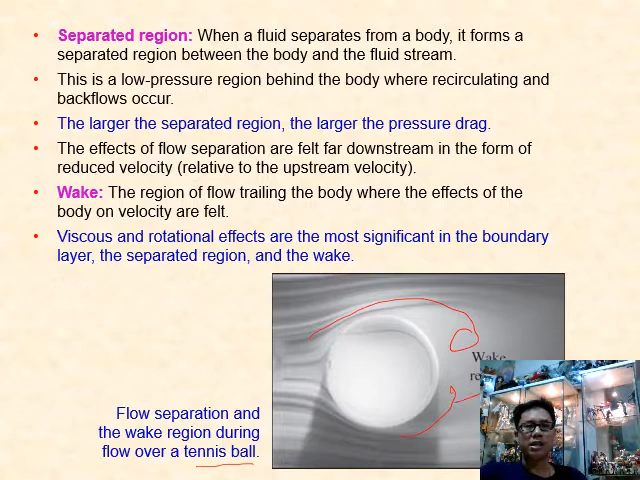 • Separated region: When a fluid separates from a body, it forms a
separated region between the body and the fluid stream.
• This is a low-pressure region behind the body where recirculating and
backflows occur.
• The larger the separated region, the larger the pressure drag.
• The effects of flow separation are felt far downstream in the form of
reduced velocity (relative to the upstream velocity).
• Wake: The region of flow trailing the body where the effects of the
body on velocity are felt.
• Viscous and rotational effects are the most significant in the boundary
layer, the separated region, and the wake.
Wake
Flow separation and
the wake region during
flow over a tennis ball.